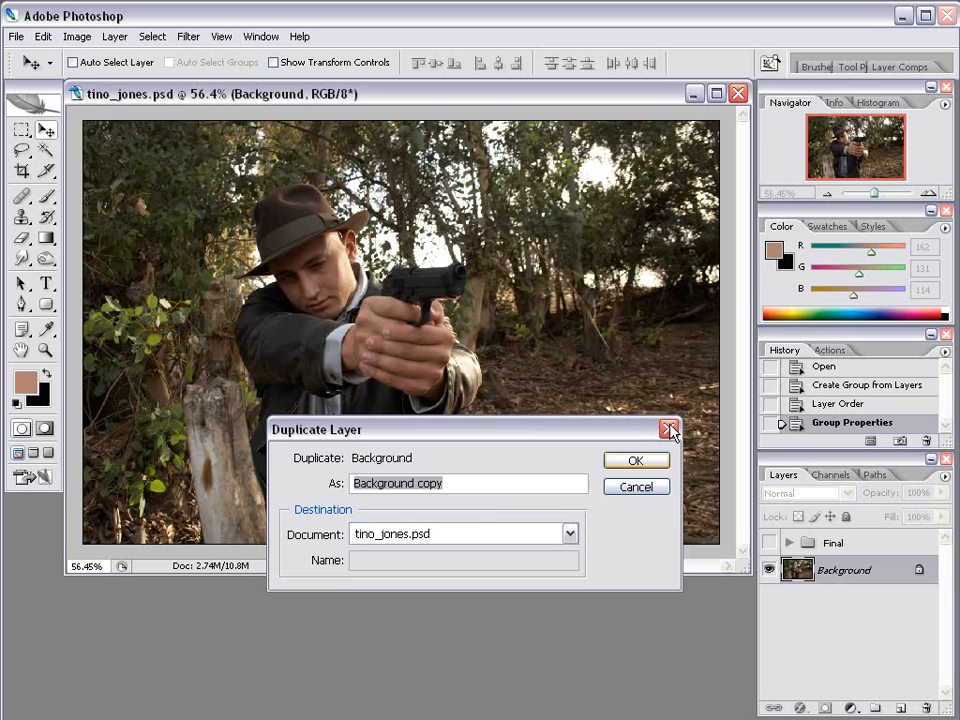 Adobe Photoshop
File Edit Image Layer Select Filter View Window Help
Auto Select Layer Auto Select Groups Show Transform Controls
Brushe Tool P Layer Comps
tino_jones.psd @ 56.4% (Background, RGB/8*)
Navigator Info Histogram
56.45%
Color Swatches Styles
R 162
G 131
B 114
History Actions
Open
Create Group from Layers
Layer Order
Group Properties
Layers Channels Paths
Normal Opacity: 100%
Lock: Fill: 100%
Final
Background
Duplicate Layer
Duplicate: Background
As: Background copy
OK
Cancel
Destination
Document: tino_jones.psd
Name:
56.45% Doc: 2.74M/10.8M
T